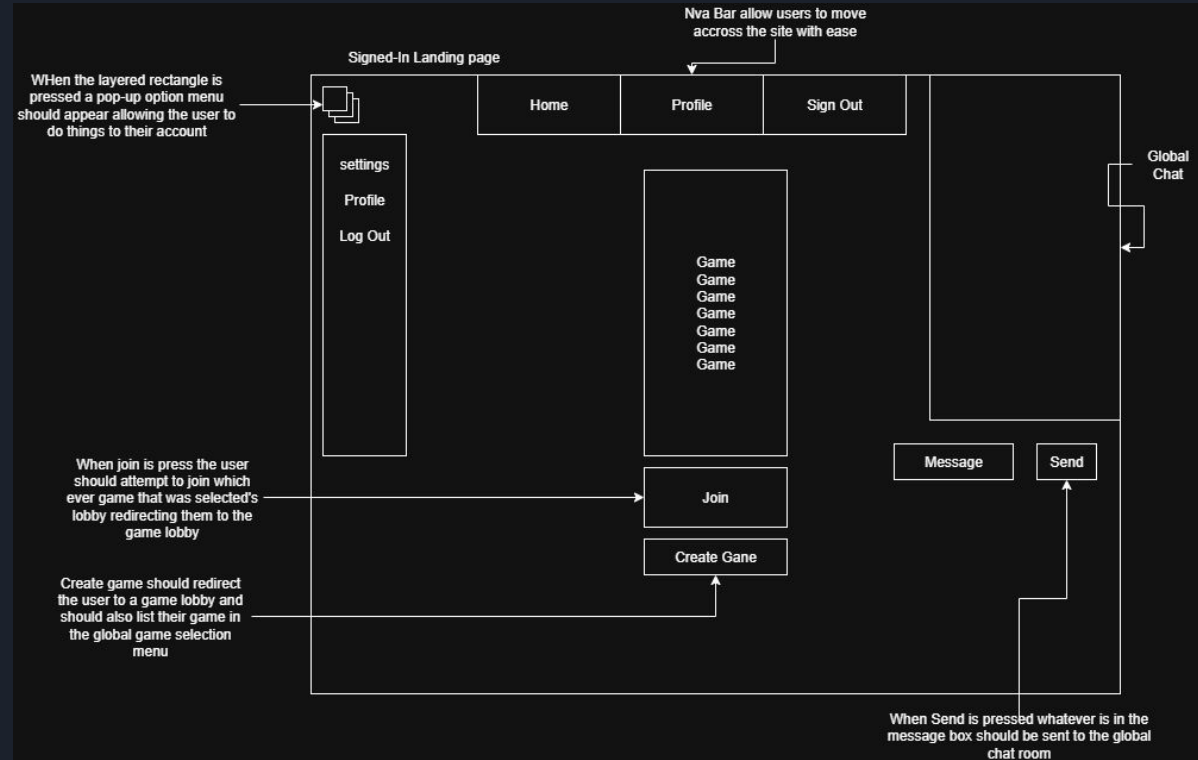 Nva Bar allow users to move
accross the site with ease
Signed-In Landing page
WHen the layered rectangle is
pressed a pop-up option menu
should appear allowing the user to
do things to their account
Home
Profile
Sign Out
Global
Chat
settings
Profile
Log Out
Game
Game
Game
Game
Game
Game
Game
Message
Send
When join is press the user
should attempt to join which
ever game that was selected's
lobby redirecting them to the
game lobby
Join
Create Gane
Create game should redirect
the user to a game lobby and
should also list their game in
the global game selection
menu
When Send is pressed whatever is in the
message box should be sent to the global
chat room